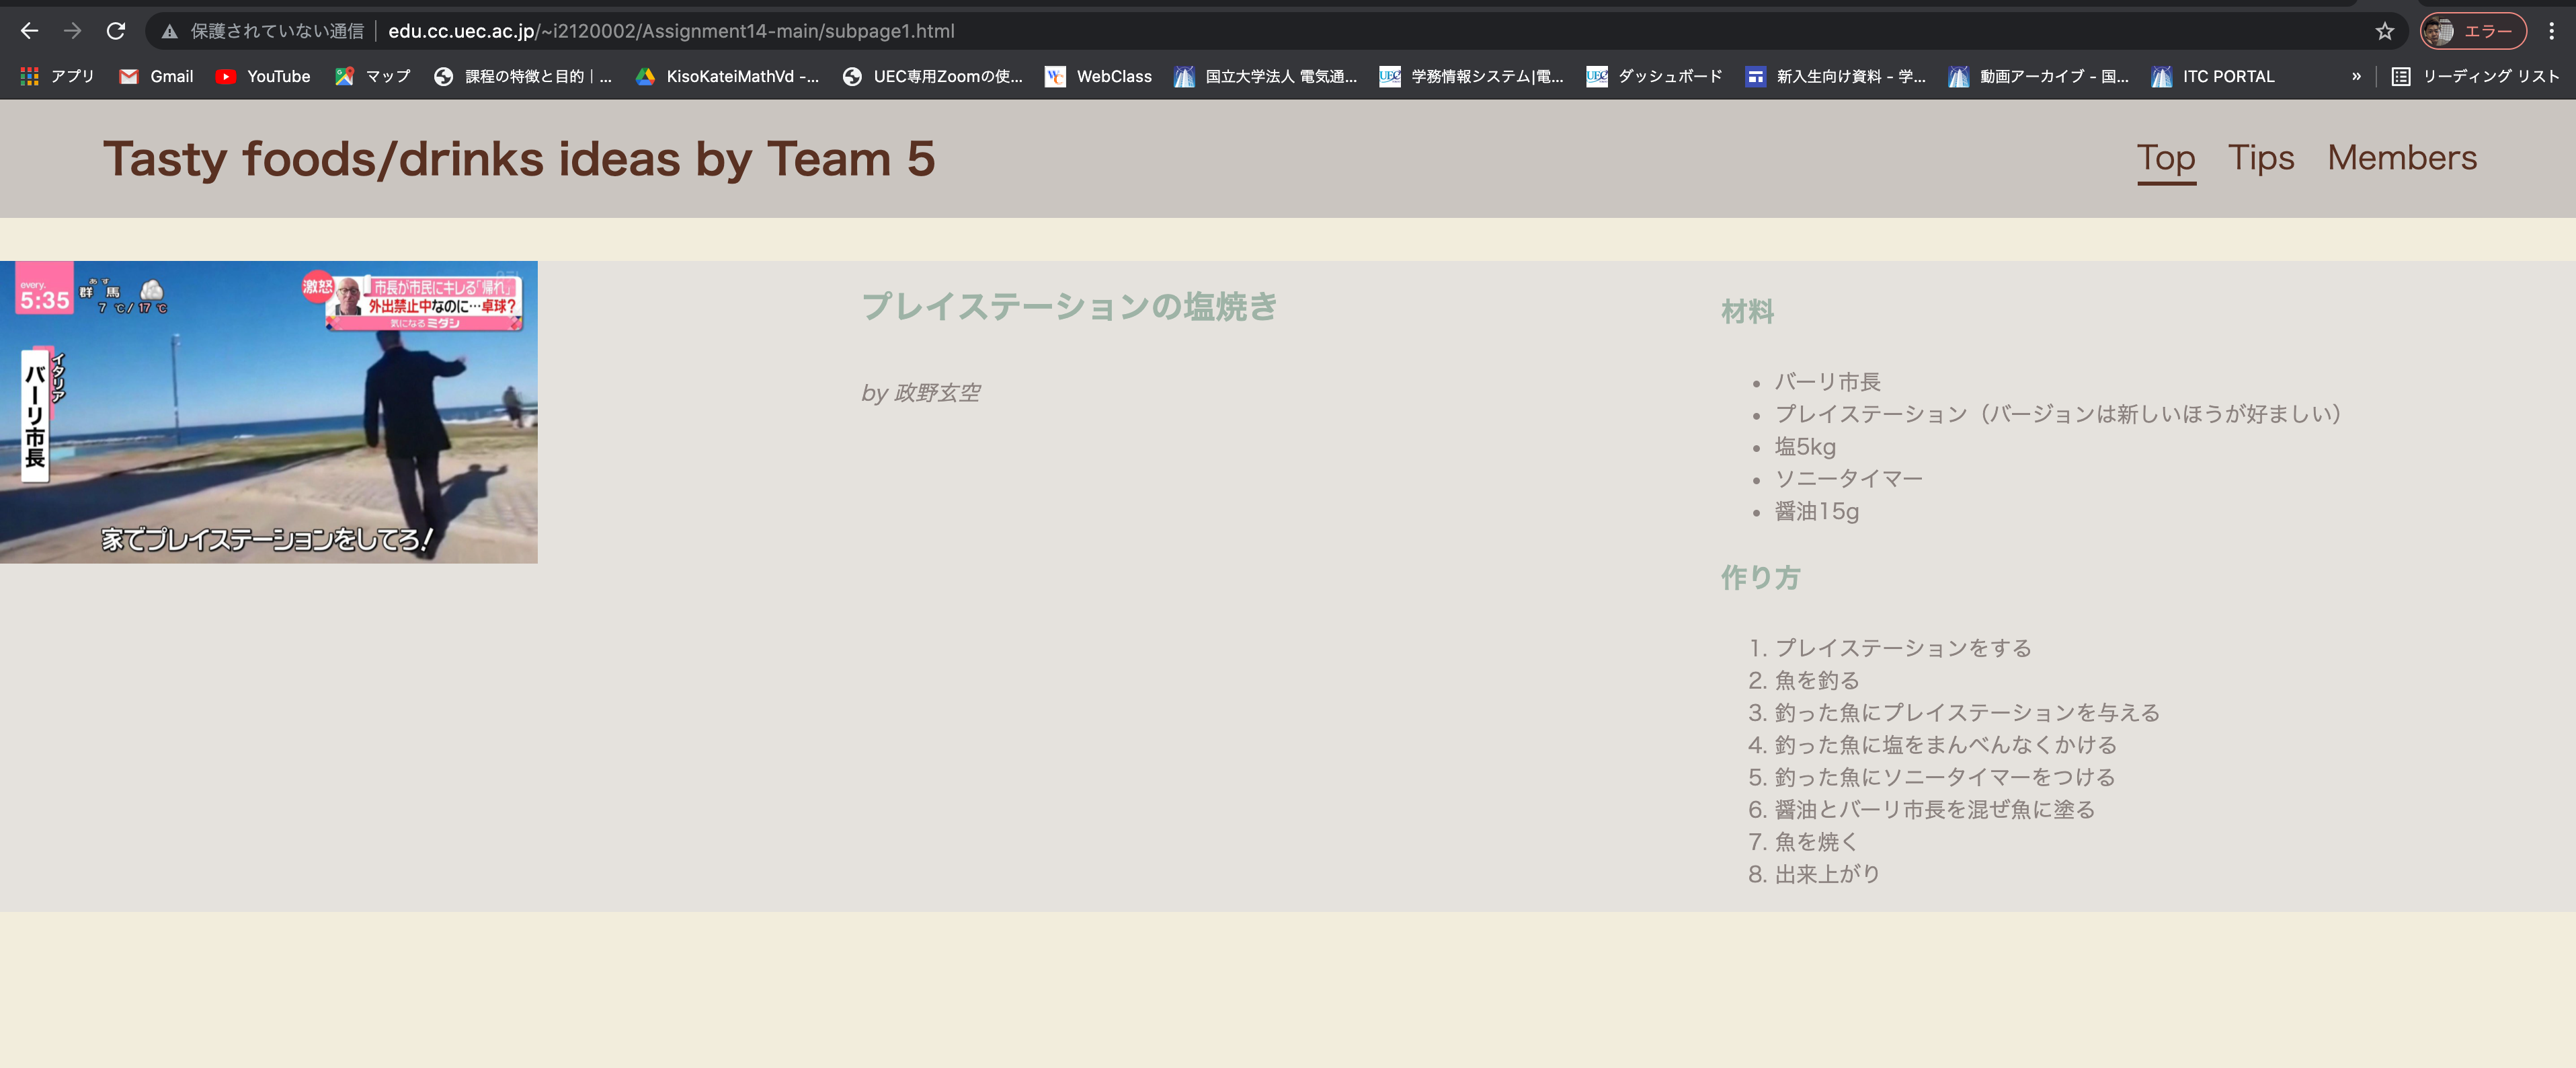 保護されていない通信 edu.cc.uec.ac.jp/~i2120002/Assignment14-main/subpage1.html エラー
アプリ Gmail YouTube マップ 課程の特徴と目的｜... KisoKateiMathVd -... UEC専用Zoomの使... WebClass 国立大学法人 電気通... 学務情報システム|電... ダッシュボード 新入生向け資料 - 学... 動画アーカイブ - 国... ITC PORTAL » リーディング リスト
Tasty foods/drinks ideas by Team 5
Top Tips Members
every.
5:35
あす
群馬
7℃/17℃
激怒
市長が市民にキレる「帰れ」
外出禁止中なのに…卓球?
気になるミダシ
イタリア
バーリ市長
家でプレイステーションをしてろ!
プレイステーションの塩焼き
by 政野玄空
材料
• バーリ市長
• プレイステーション（バージョンは新しいほうが好ましい）
• 塩5kg
• ソニータイマー
• 醤油15g
作り方
1. プレイステーションをする
2. 魚を釣る
3. 釣った魚にプレイステーションを与える
4. 釣った魚に塩をまんべんなくかける
5. 釣った魚にソニータイマーをつける
6. 醤油とバーリ市長を混ぜ魚に塗る
7. 魚を焼く
8. 出来上がり